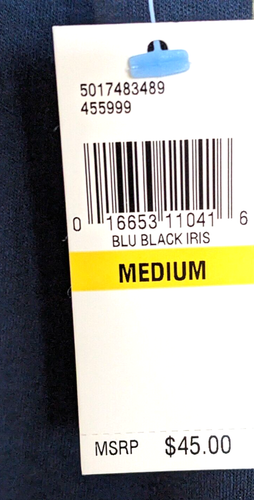 5017483489
455999
0 16653 11041 6
BLU BLACK IRIS
MEDIUM
MSRP $45.00